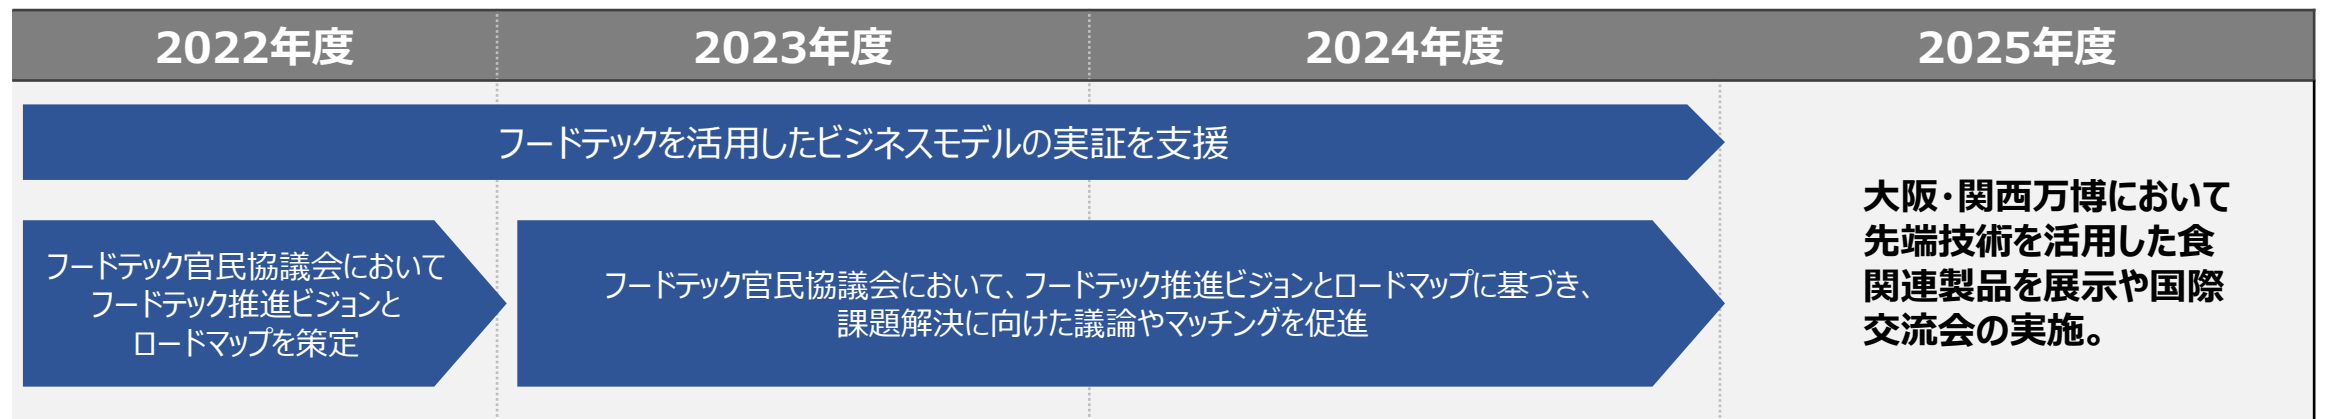 2022年度 2023年度 2024年度 2025年度
フードテックを活用したビジネスモデルの実証を支援
フードテック官民協議会において
フードテック推進ビジョンと
ロードマップを策定
フードテック官民協議会において、フードテック推進ビジョンとロードマップに基づき、
課題解決に向けた議論やマッチングを促進
大阪・関西万博において
先端技術を活用した食
関連製品を展示や国際
交流会の実施。